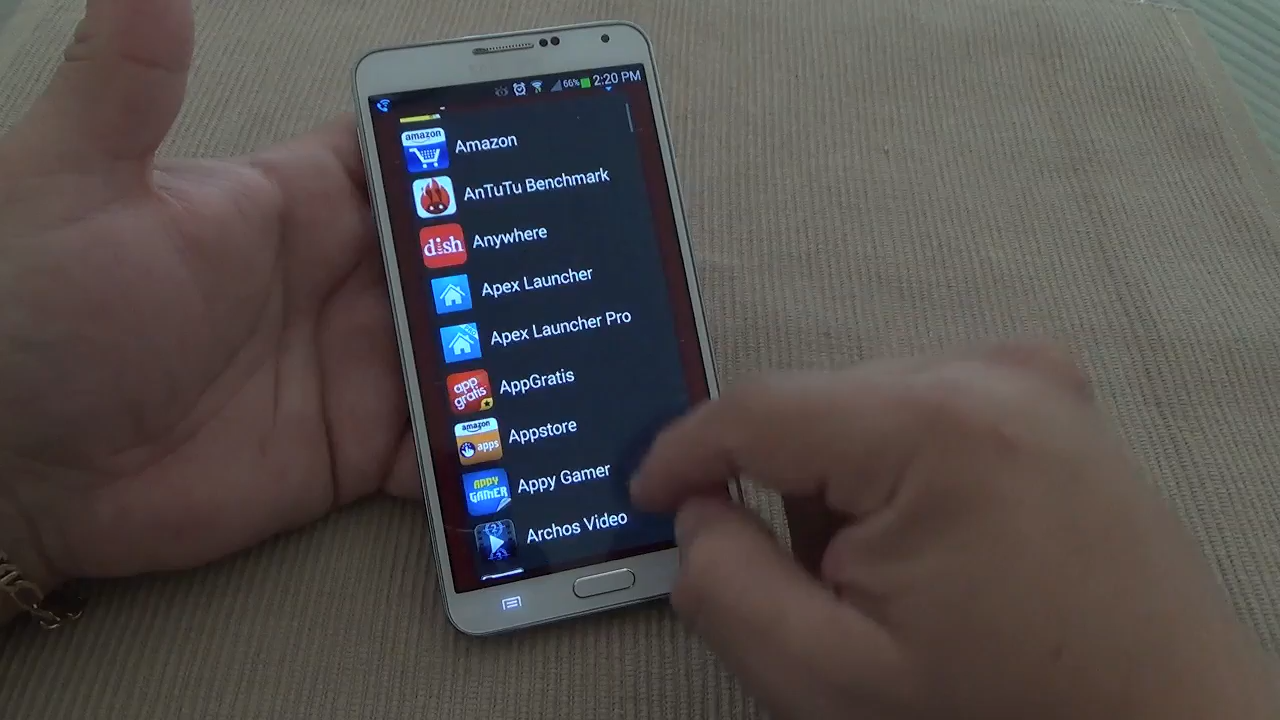 66% 2:20 PM
amazon
Amazon
AnTuTu Benchmark
dish
Anywhere
Apex Launcher
Apex Launcher Pro
app gratis
AppGratis
amazon
apps
Appstore
APPY GAMER
Appy Gamer
Archos Video